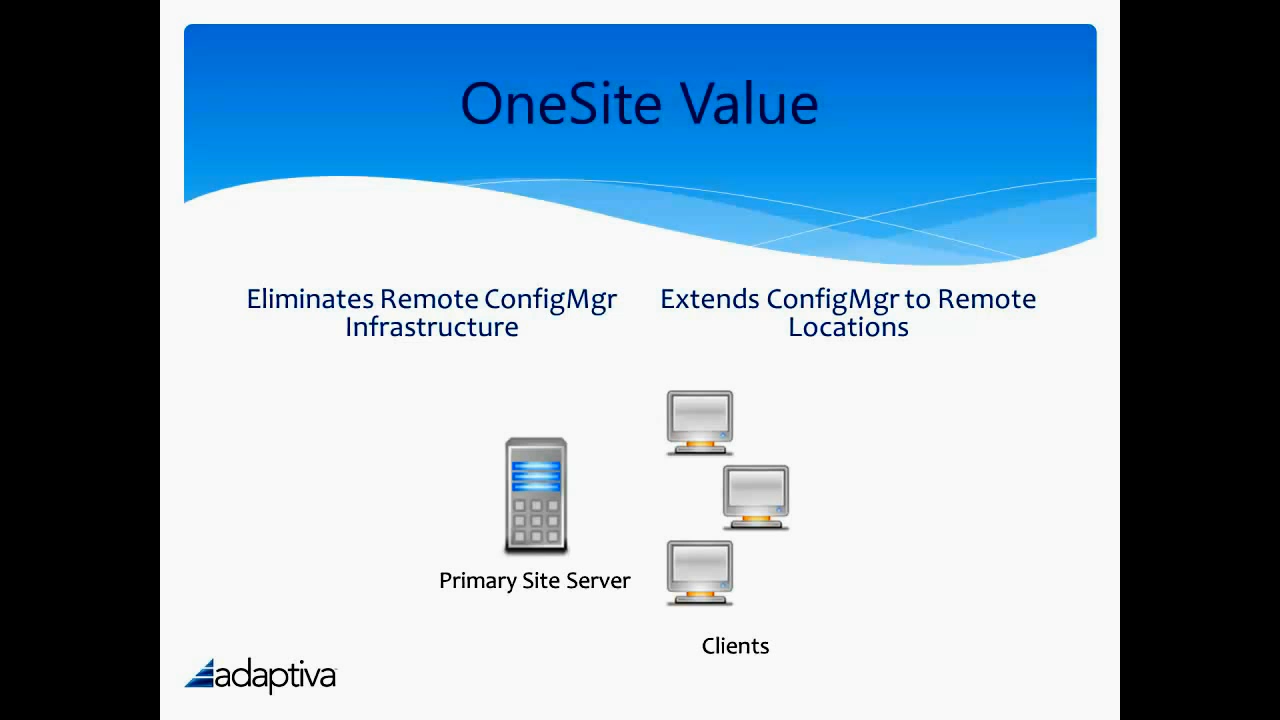 OneSite Value
Eliminates Remote ConfigMgr
Infrastructure
Extends ConfigMgr to Remote
Locations
Primary Site Server
Clients
adaptiva